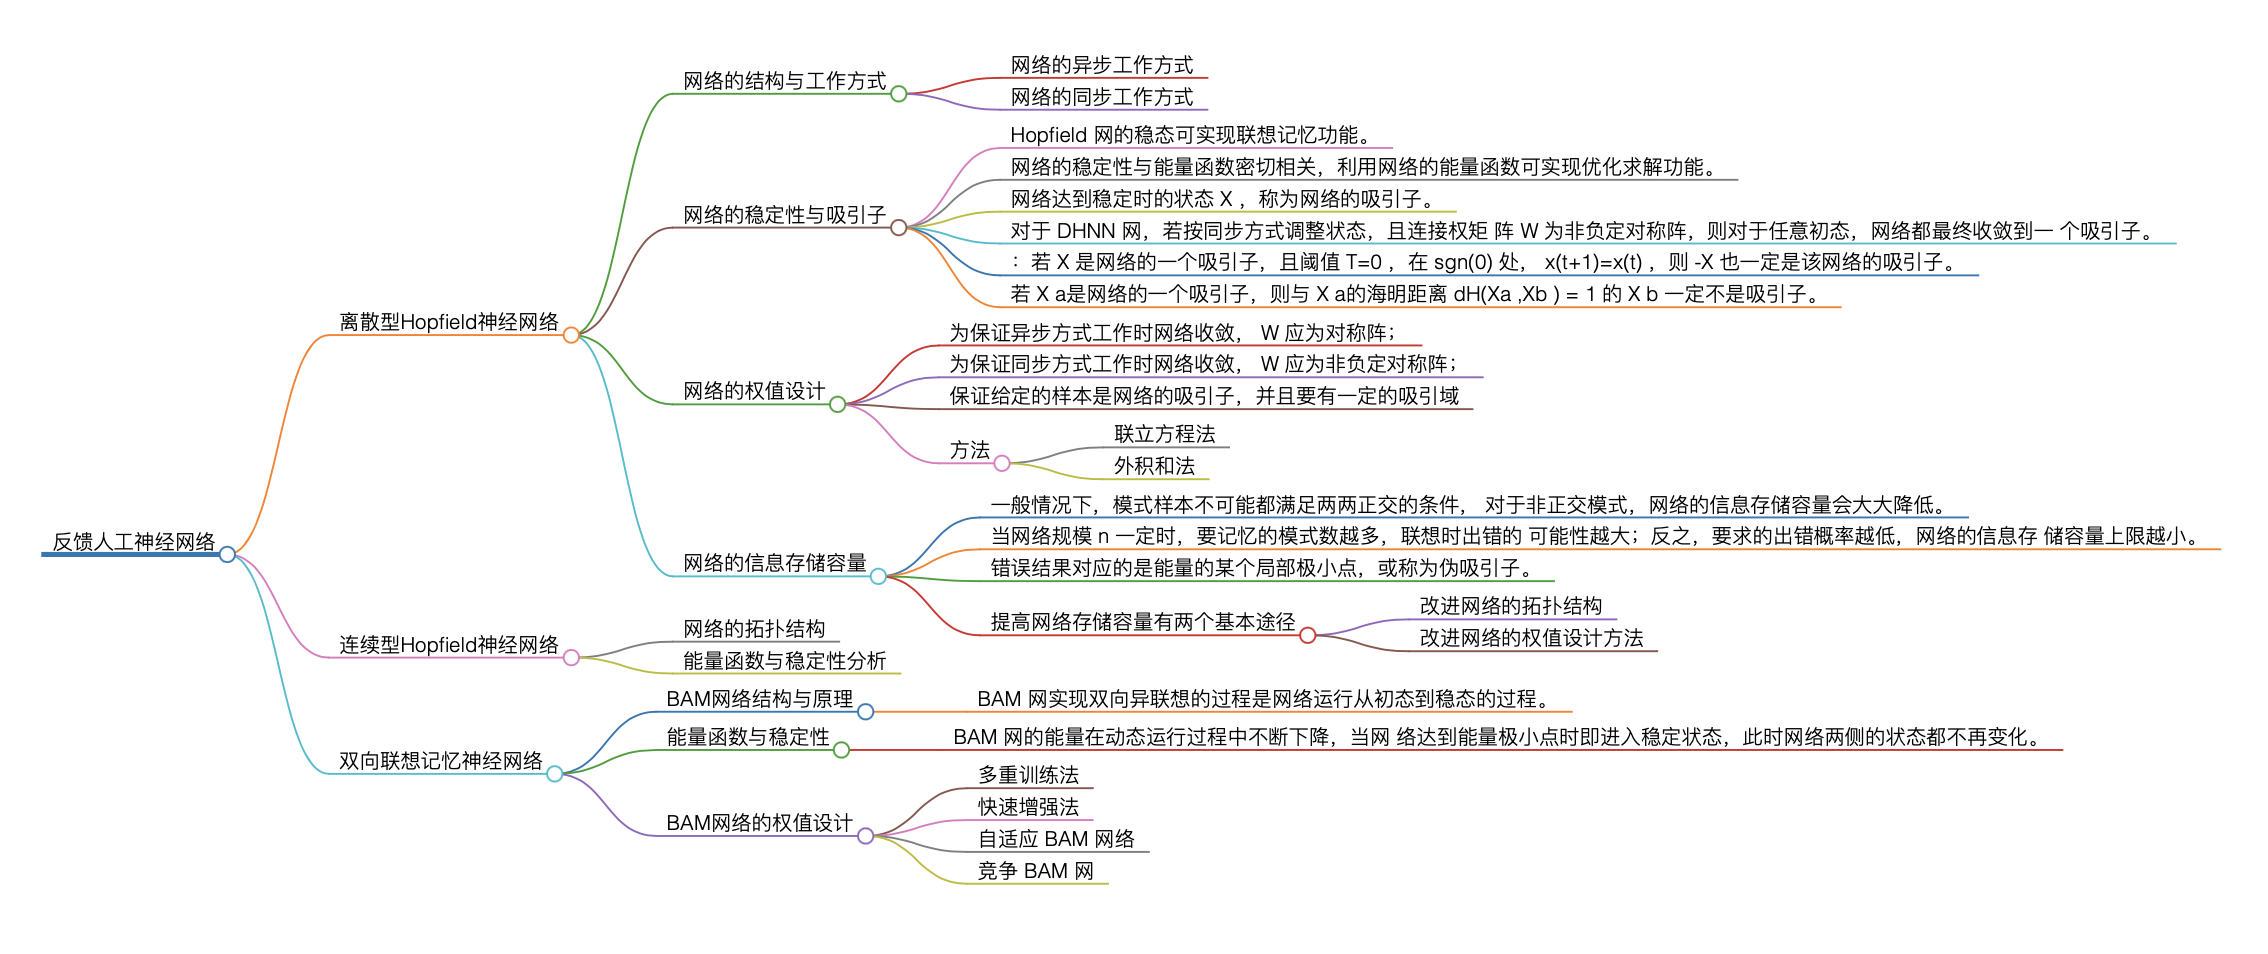 反馈人工神经网络
离散型Hopfield神经网络
网络的结构与工作方式
网络的异步工作方式
网络的同步工作方式
网络的稳定性与吸引子
Hopfield 网的稳态可实现联想记忆功能。
网络的稳定性与能量函数密切相关，利用网络的能量函数可实现优化求解功能。
网络达到稳定时的状态 X ，称为网络的吸引子。
对于 DHNN 网，若按同步方式调整状态，且连接权矩 阵 W 为非负定对称阵，则对于任意初态，网络都最终收敛到一 个吸引子。
：若 X 是网络的一个吸引子，且阈值 T=0 ，在 sgn(0) 处， x(t+1)=x(t) ，则 -X 也一定是该网络的吸引子。
若 X a是网络的一个吸引子，则与 X a的海明距离 dH(Xa ,Xb ) = 1 的 X b 一定不是吸引子。
网络的权值设计
为保证异步方式工作时网络收敛， W 应为对称阵；
为保证同步方式工作时网络收敛， W 应为非负定对称阵；
保证给定的样本是网络的吸引子，并且要有一定的吸引域
方法
联立方程法
外积和法
网络的信息存储容量
一般情况下，模式样本不可能都满足两两正交的条件， 对于非正交模式，网络的信息存储容量会大大降低。
当网络规模 n 一定时，要记忆的模式数越多，联想时出错的 可能性越大；反之，要求的出错概率越低，网络的信息存 储容量上限越小。
错误结果对应的是能量的某个局部极小点，或称为伪吸引子。
提高网络存储容量有两个基本途径
改进网络的拓扑结构
改进网络的权值设计方法
连续型Hopfield神经网络
网络的拓扑结构
能量函数与稳定性分析
双向联想记忆神经网络
BAM网络结构与原理
BAM 网实现双向异联想的过程是网络运行从初态到稳态的过程。
能量函数与稳定性
BAM 网的能量在动态运行过程中不断下降，当网 络达到能量极小点时即进入稳定状态，此时网络两侧的状态都不再变化。
BAM网络的权值设计
多重训练法
快速增强法
自适应 BAM 网络
竞争 BAM 网